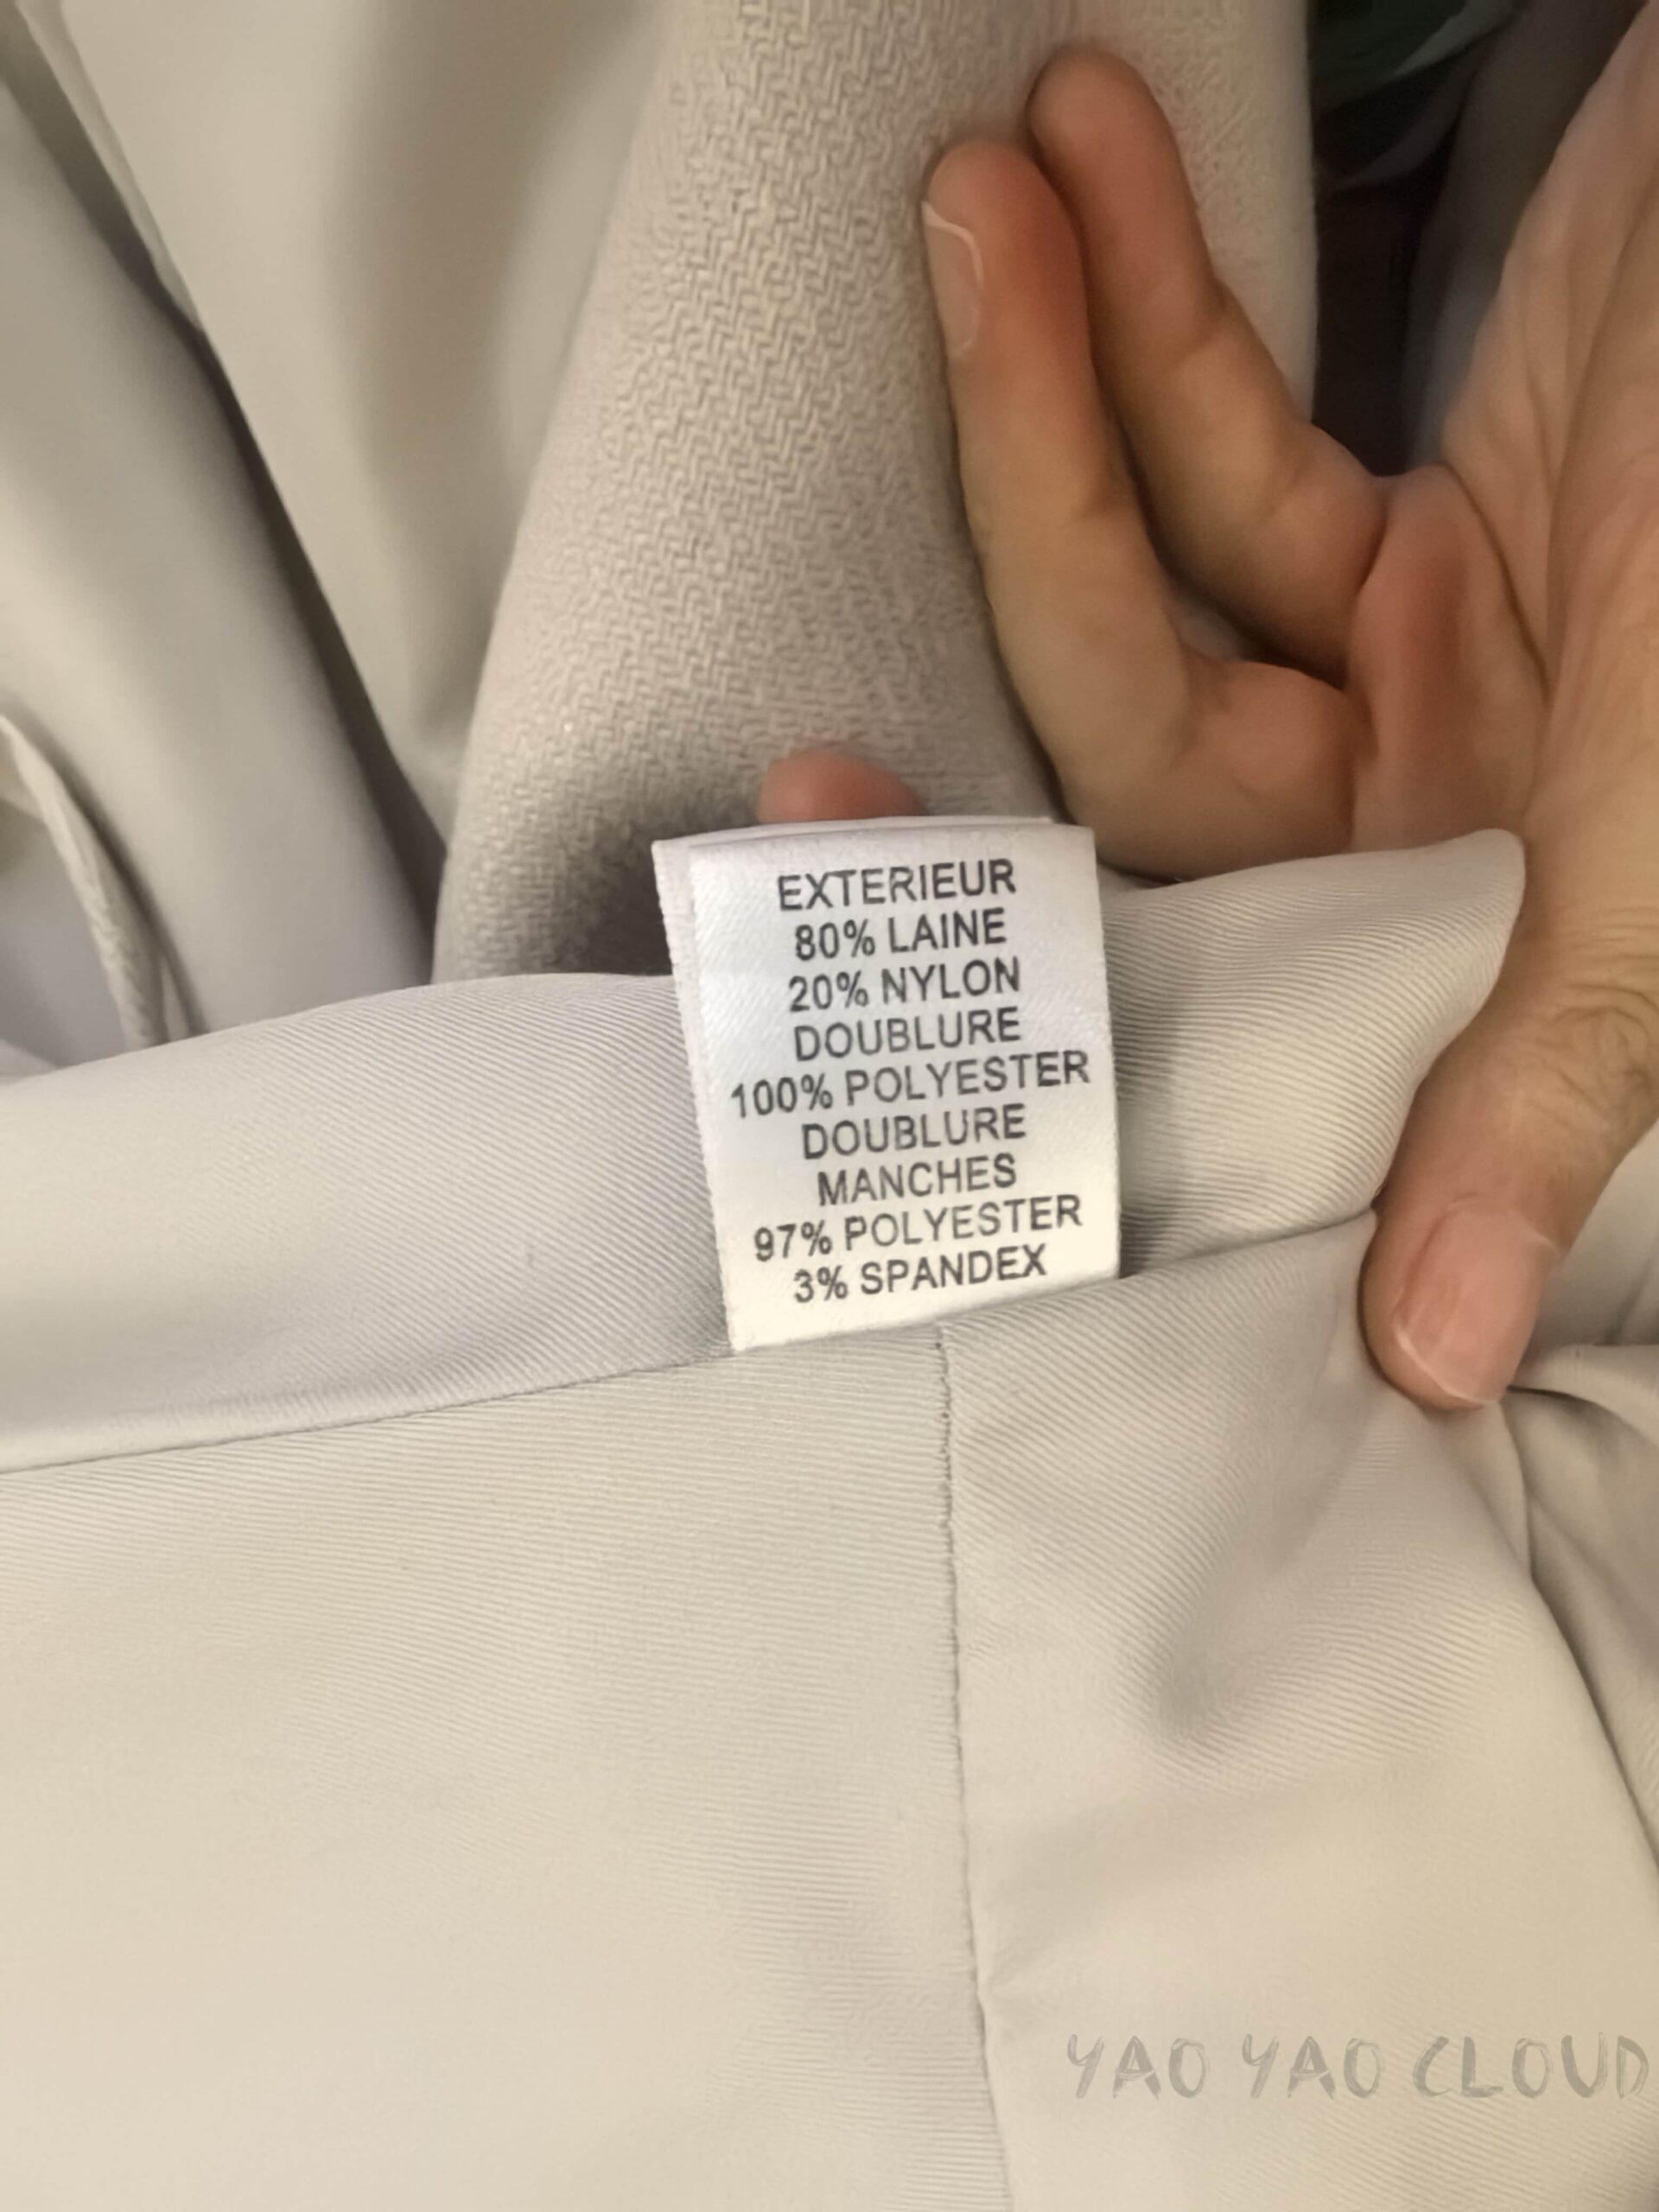 EXTERIEUR
80% LAINE
20% NYLON
DOUBLURE
100% POLYESTER
DOUBLURE
MANCHES
97% POLYESTER
3% SPANDEX
YAO YAO CLOUD